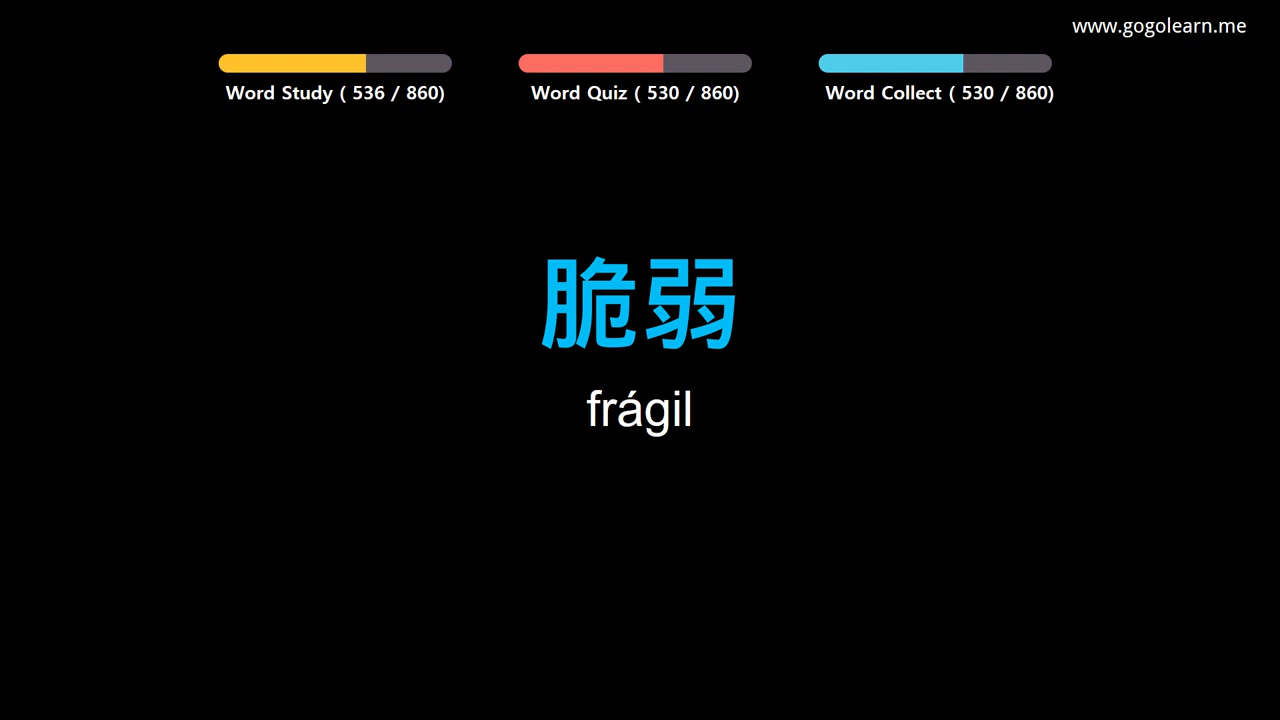 www.gogolearn.me
Word Study ( 536 / 860)
Word Quiz ( 530 / 860)
Word Collect ( 530 / 860)
脆弱
frágil